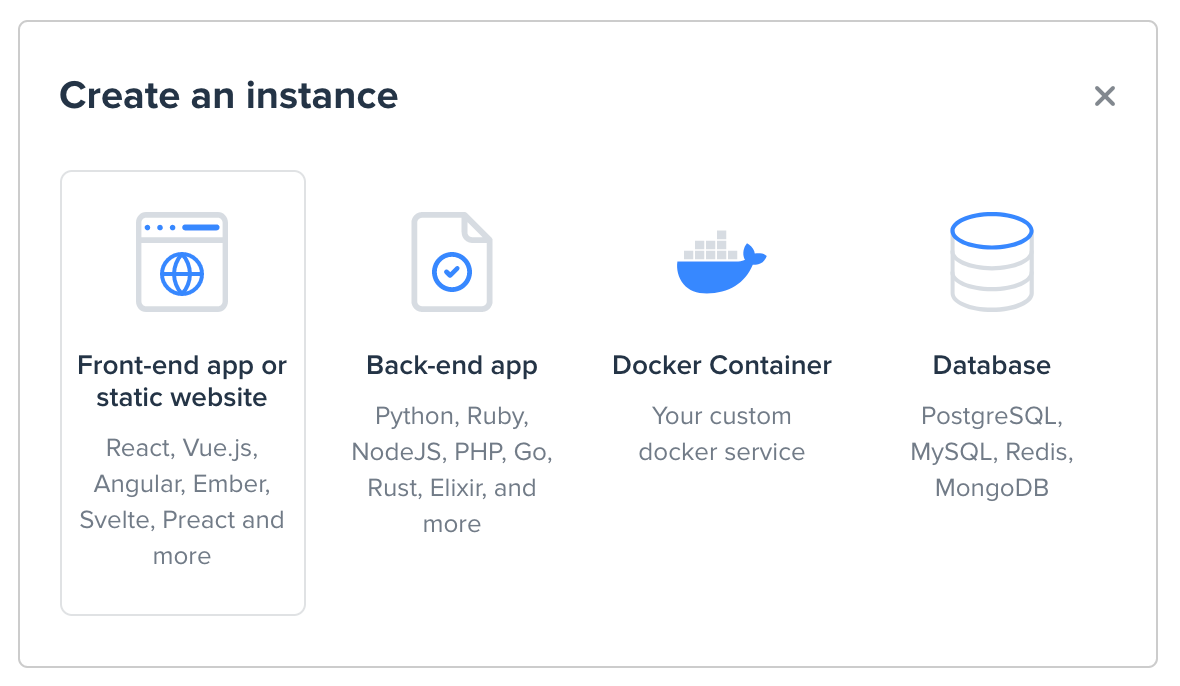 Create an instance
Front-end app or
static website
React, Vue.js,
Angular, Ember,
Svelte, Preact and
more
Back-end app
Python, Ruby,
NodeJS, PHP, Go,
Rust, Elixir, and
more
Docker Container
Your custom
docker service
Database
PostgreSQL,
MySQL, Redis,
MongoDB